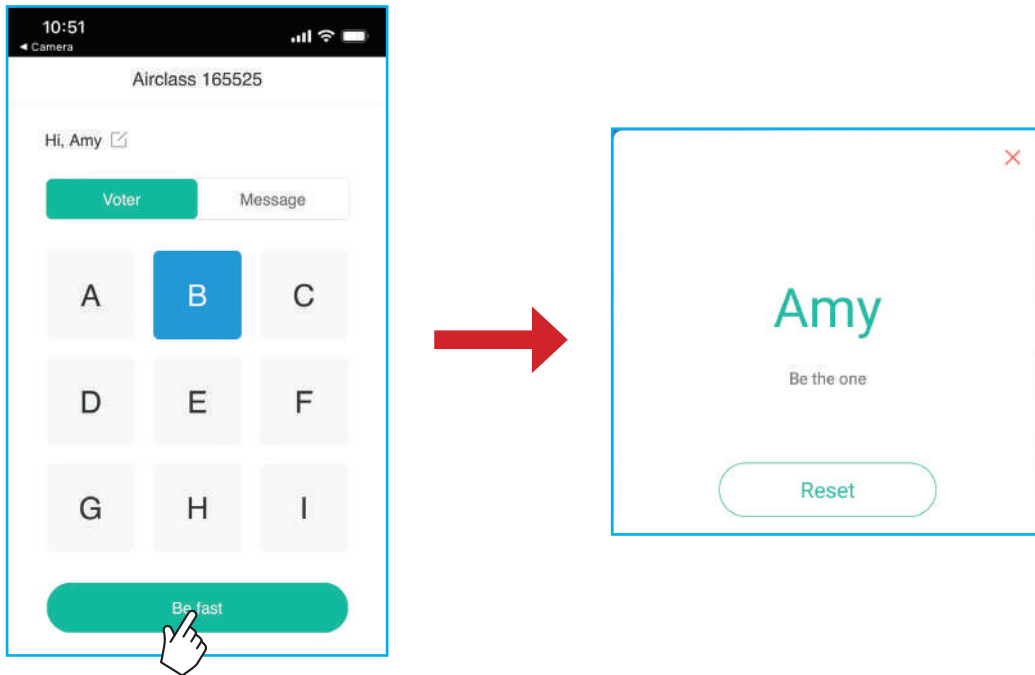 10:51
◄ Camera
Airclass 165525
Hi, Amy
Voter Message
A B C
D E F
G H I
Be fast
Amy
Be the one
Reset